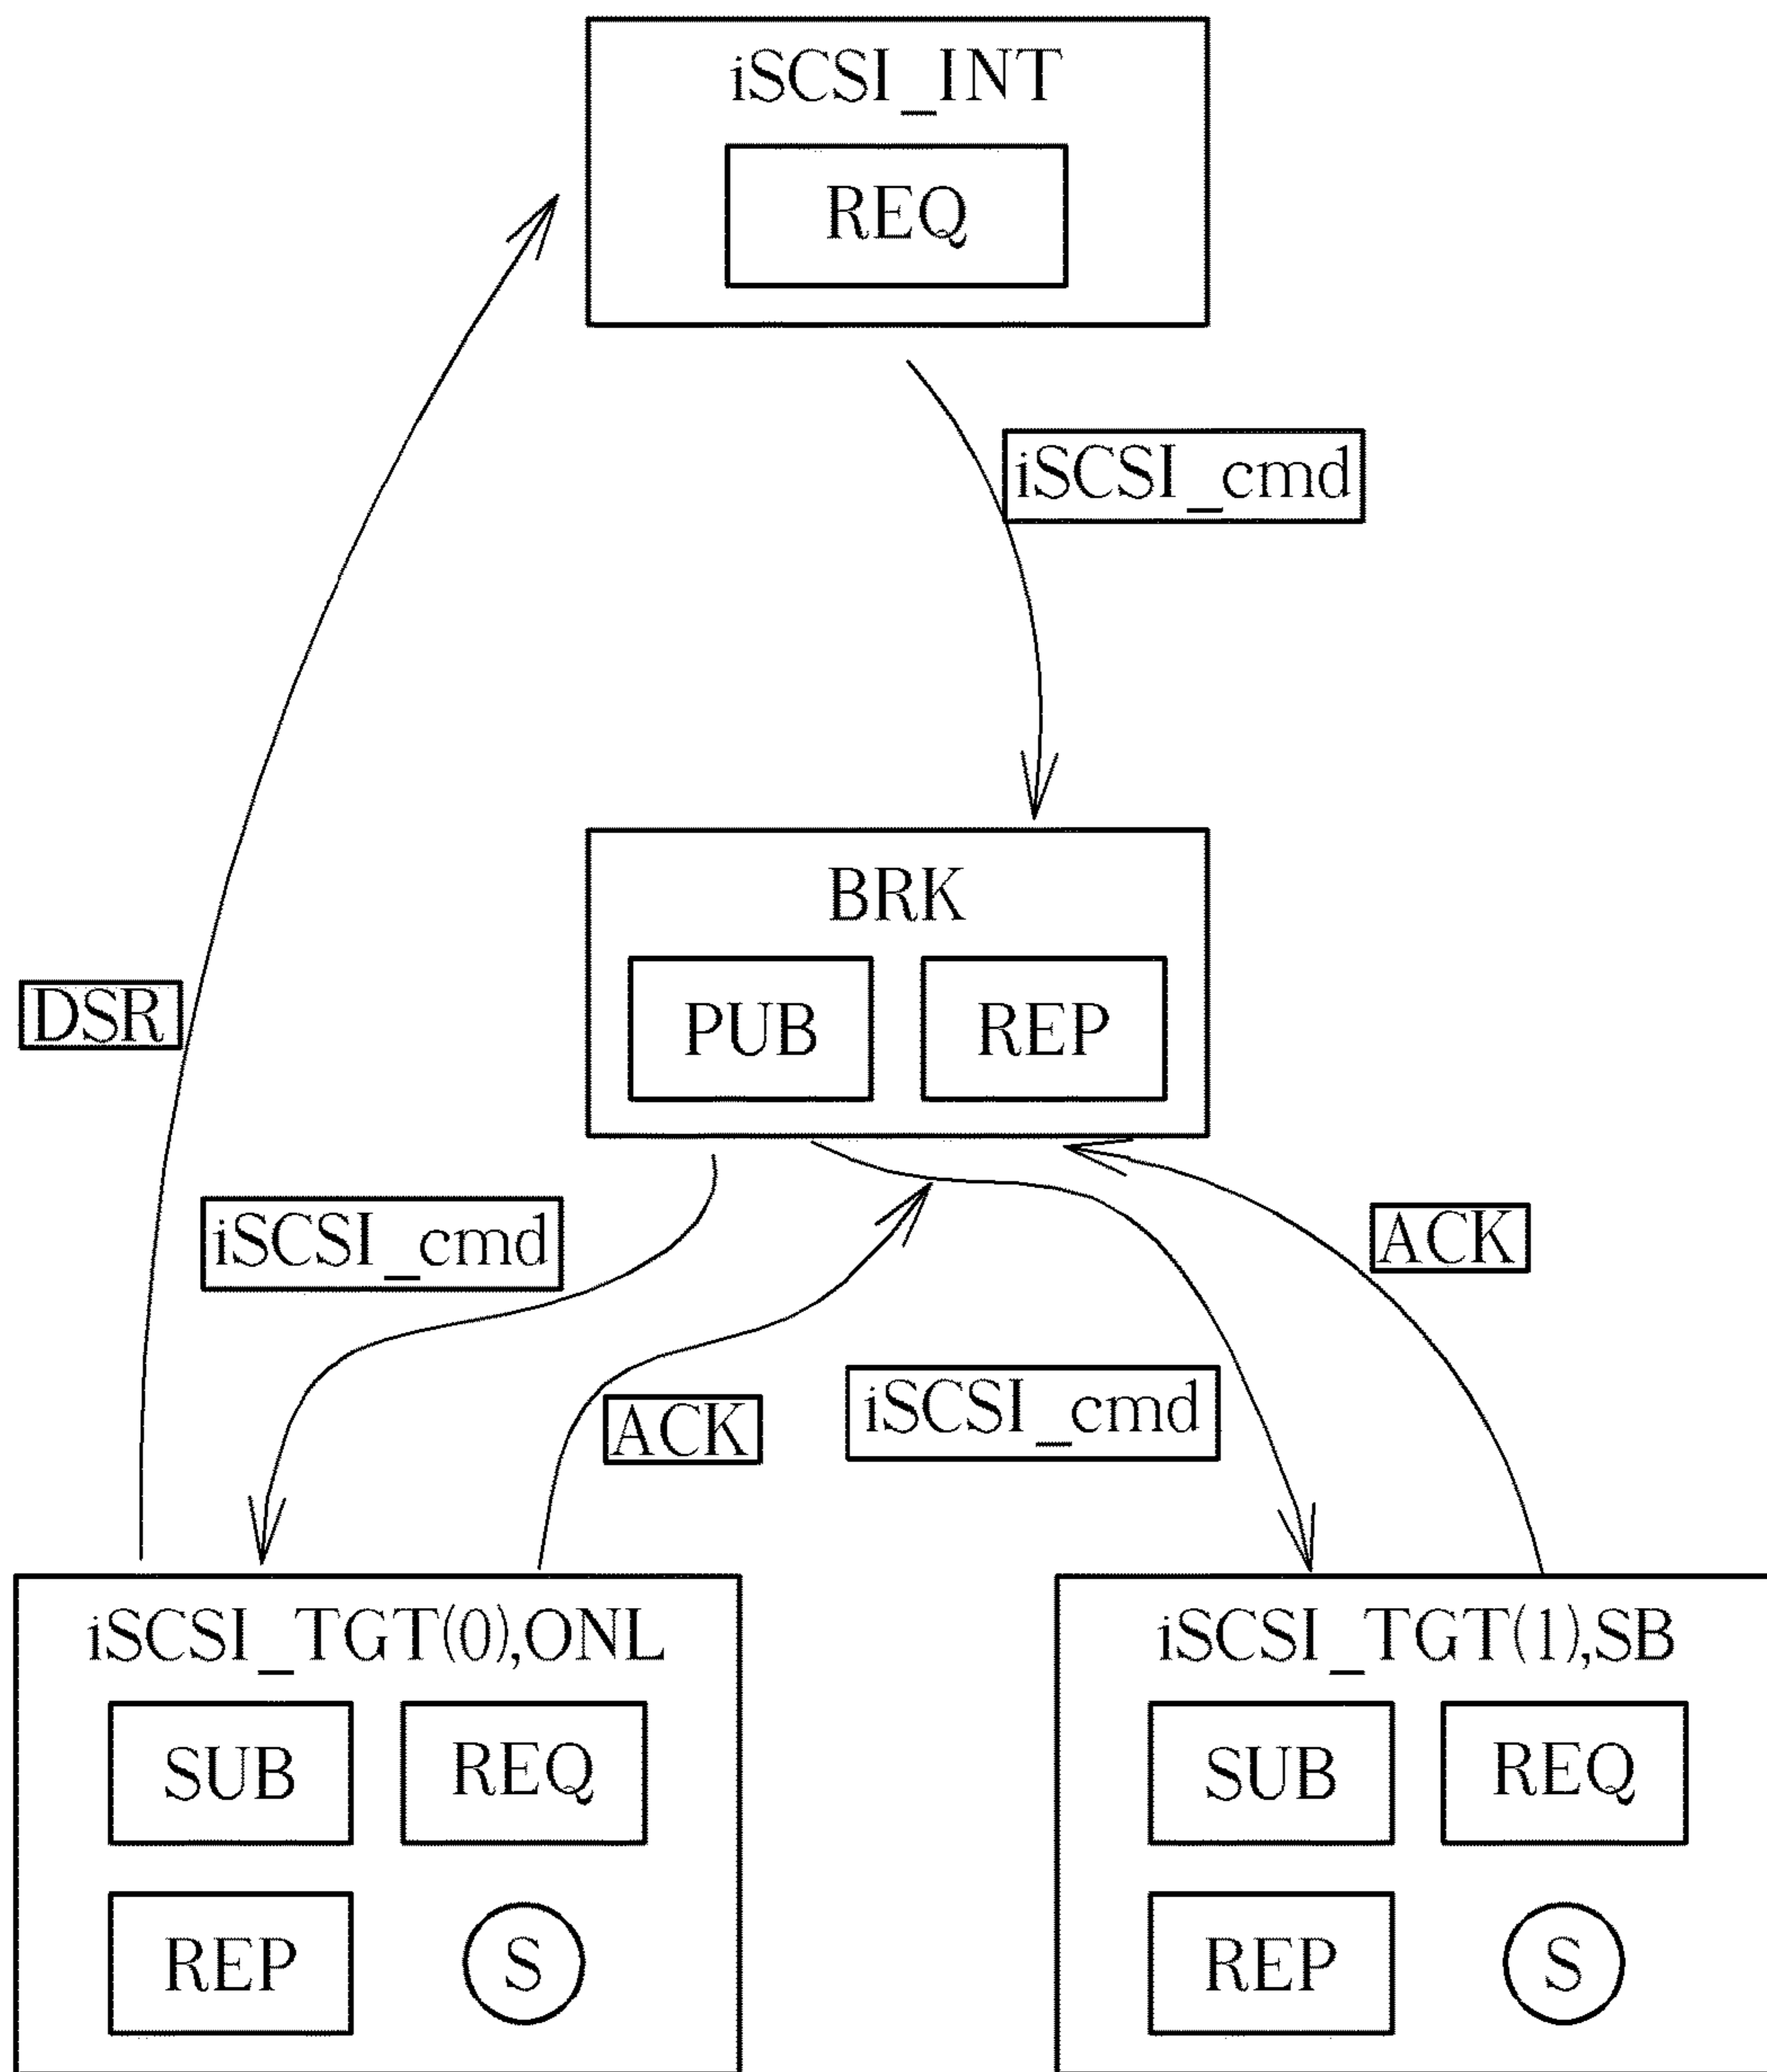 iSCSI_INT
REQ
iSCSI_cmd
BRK
PUB
REP
DSR
iSCSI_cmd
ACK
ACK
iSCSI_cmd
iSCSI_TGT(0),ONL
SUB
REQ
REP
S
iSCSI_TGT(1),SB
SUB
REQ
REP
S